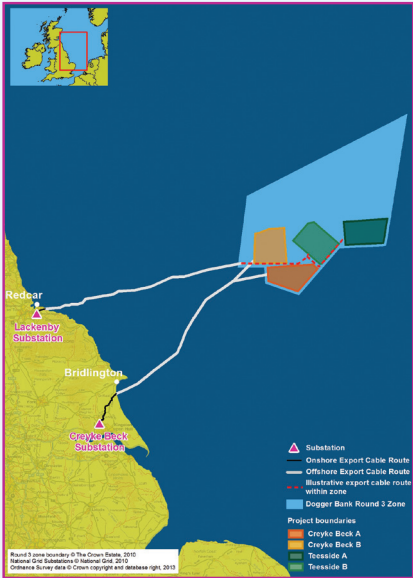 Redcar
Lackenby
Substation
Bridlington
Creyke Beck
Substation
Substation
Onshore Export Cable Route
Offshore Export Cable Route
Illustrative export cable route
within zone
Dogger Bank Round 3 Zone
Project boundaries
Creyke Beck A
Creyke Beck B
Teesside A
Teesside B
Round 3 zone boundary © The Crown Estate, 2010
National Grid Substations © National Grid, 2010
Ordnance Survey data © Crown copyright and database right, 2013